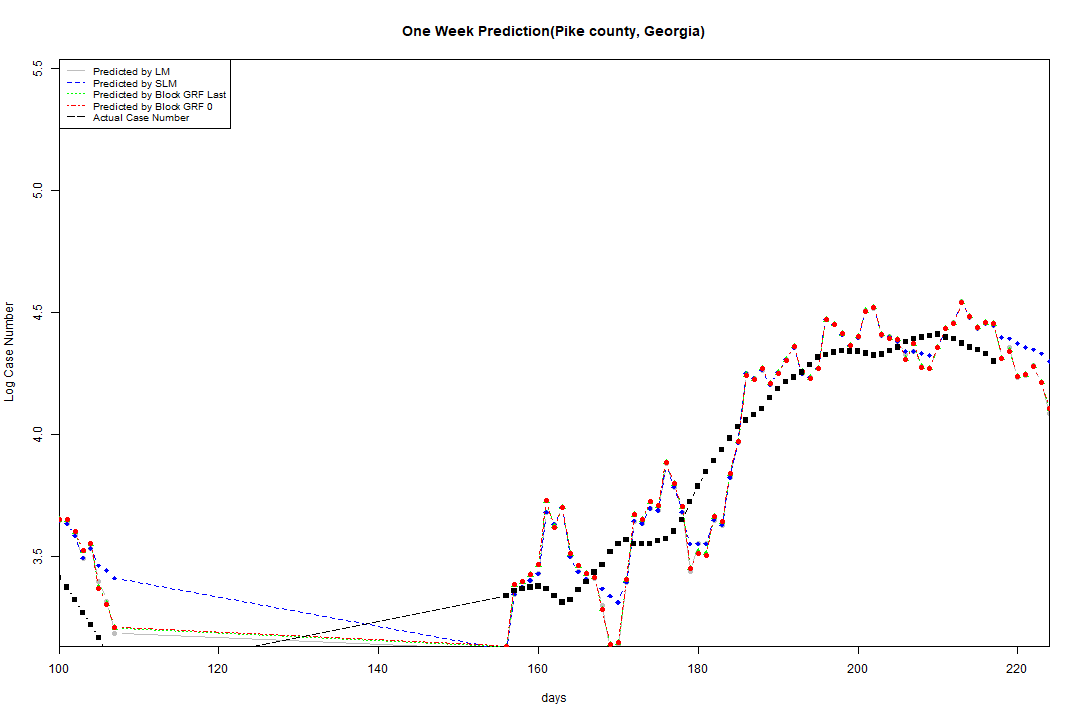 One Week Prediction(Pike county, Georgia)
Predicted by LM
Predicted by SLM
Predicted by Block GRF Last
Predicted by Block GRF 0
Actual Case Number
5.5
5.0
4.5
4.0
3.5
Log Case Number
100 120 140 160 180 200 220
days